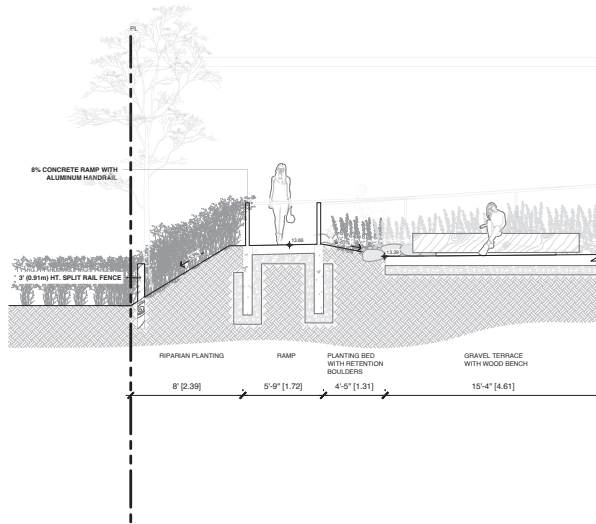 PL
8% CONCRETE RAMP WITH
ALUMINUM HANDRAIL
13.66
13.39
3' (0.91m) HT. SPLIT RAIL FENCE
RIPARIAN PLANTING
RAMP
PLANTING BED
WITH RETENTION
BOULDERS
GRAVEL TERRACE
WITH WOOD BENCH
8' [2.39]
5'-9" [1.72]
4'-5" [1.31]
15'-4" [4.61]